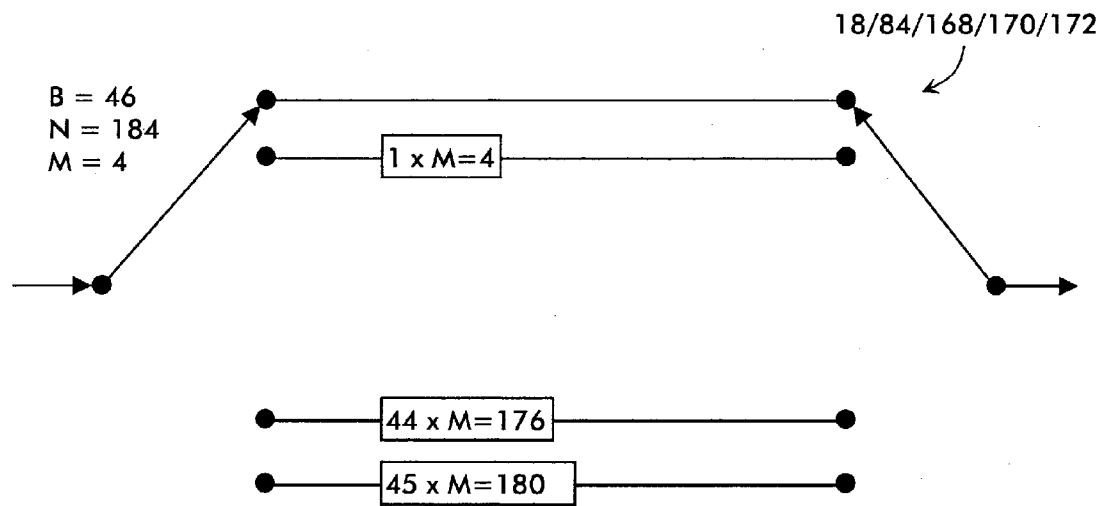 18/84/168/170/172
B = 46
N = 184
M = 4
1 x M=4
44 x M=176
45 x M=180